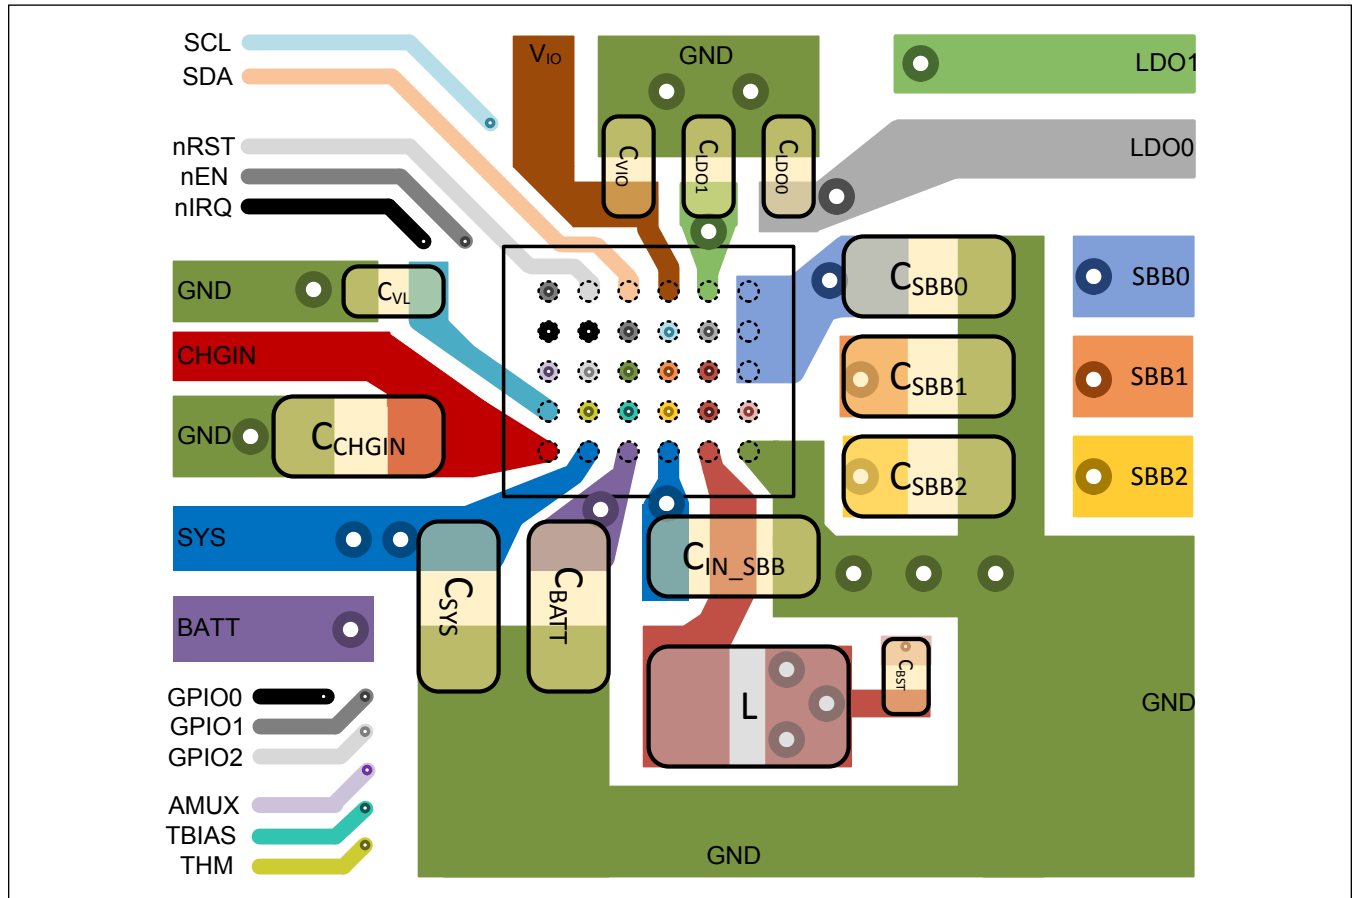 SCL
SDA
nRST
nEN
nIRQ
VIO
GND
LDO1
LDO0
CVIO
CLDO1
CLDO0
GND
CVL
CHGIN
GND
CCHGIN
CSBB0
SBB0
CSBB1
SBB1
CSBB2
SBB2
SYS
CSYS
CBATT
CIN_SBB
BATT
L
CBST
GND
GPIO0
GPIO1
GPIO2
AMUX
TBIAS
THM
GND